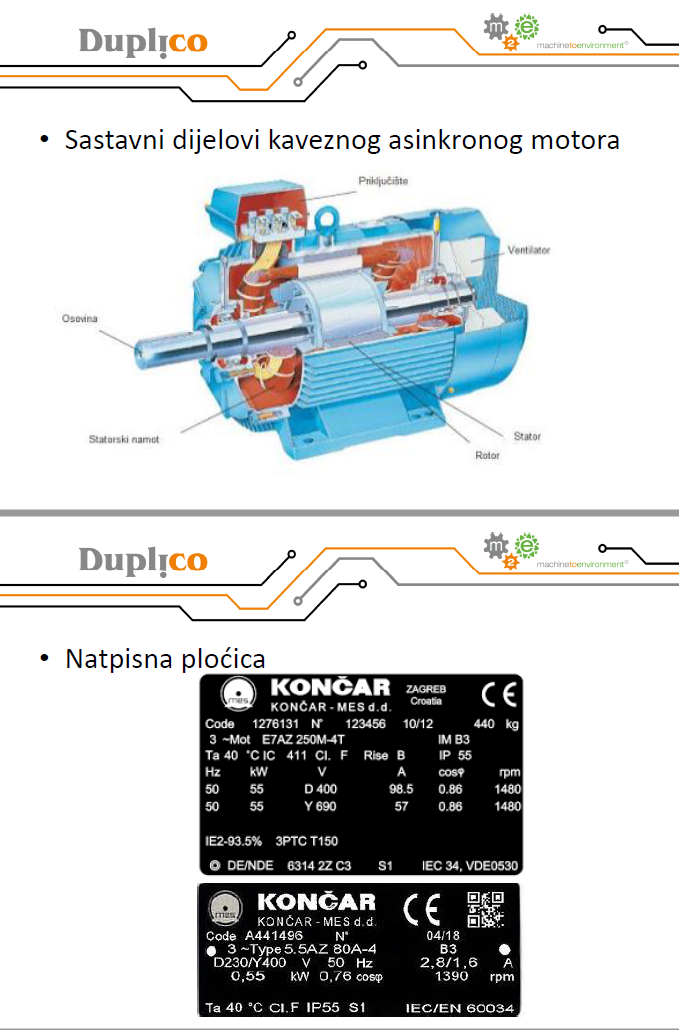 Duplico
m e 2
machinetoenvironment®
• Sastavni dijelovi kaveznog asinkronog motora
Priključište
Ventilator
Osovina
Statorski namot
Stator
Rotor
Duplico
m e 2
machinetoenvironment®
• Natpisna pločica
mes KONČAR ZAGREB CE
KONČAR - MES d.d. Croatia
Code 1276131 N° 123456 10/12 440 kg
3 ~Mot E7AZ 250M-4T IM B3
Ta 40 °C IC 411 Cl. F Rise B IP 55
Hz kW V A cosφ rpm
50 55 D 400 98.5 0.86 1480
50 55 Y 690 57 0.86 1480
IE2-93.5% 3PTC T150
DE/NDE 6314 2Z C3 S1 IEC 34, VDE0530
mes KONČAR CE
KONČAR - MES d.d.
Code A441496 N° 04/18
3 ~Type 5.5AZ 80A-4 B3
D230/Y400 V 50 Hz 2,8/1,6 A
0,55 kW 0,76 cosφ 1390 rpm
Ta 40 °C Cl.F IP55 S1 IEC/EN 60034